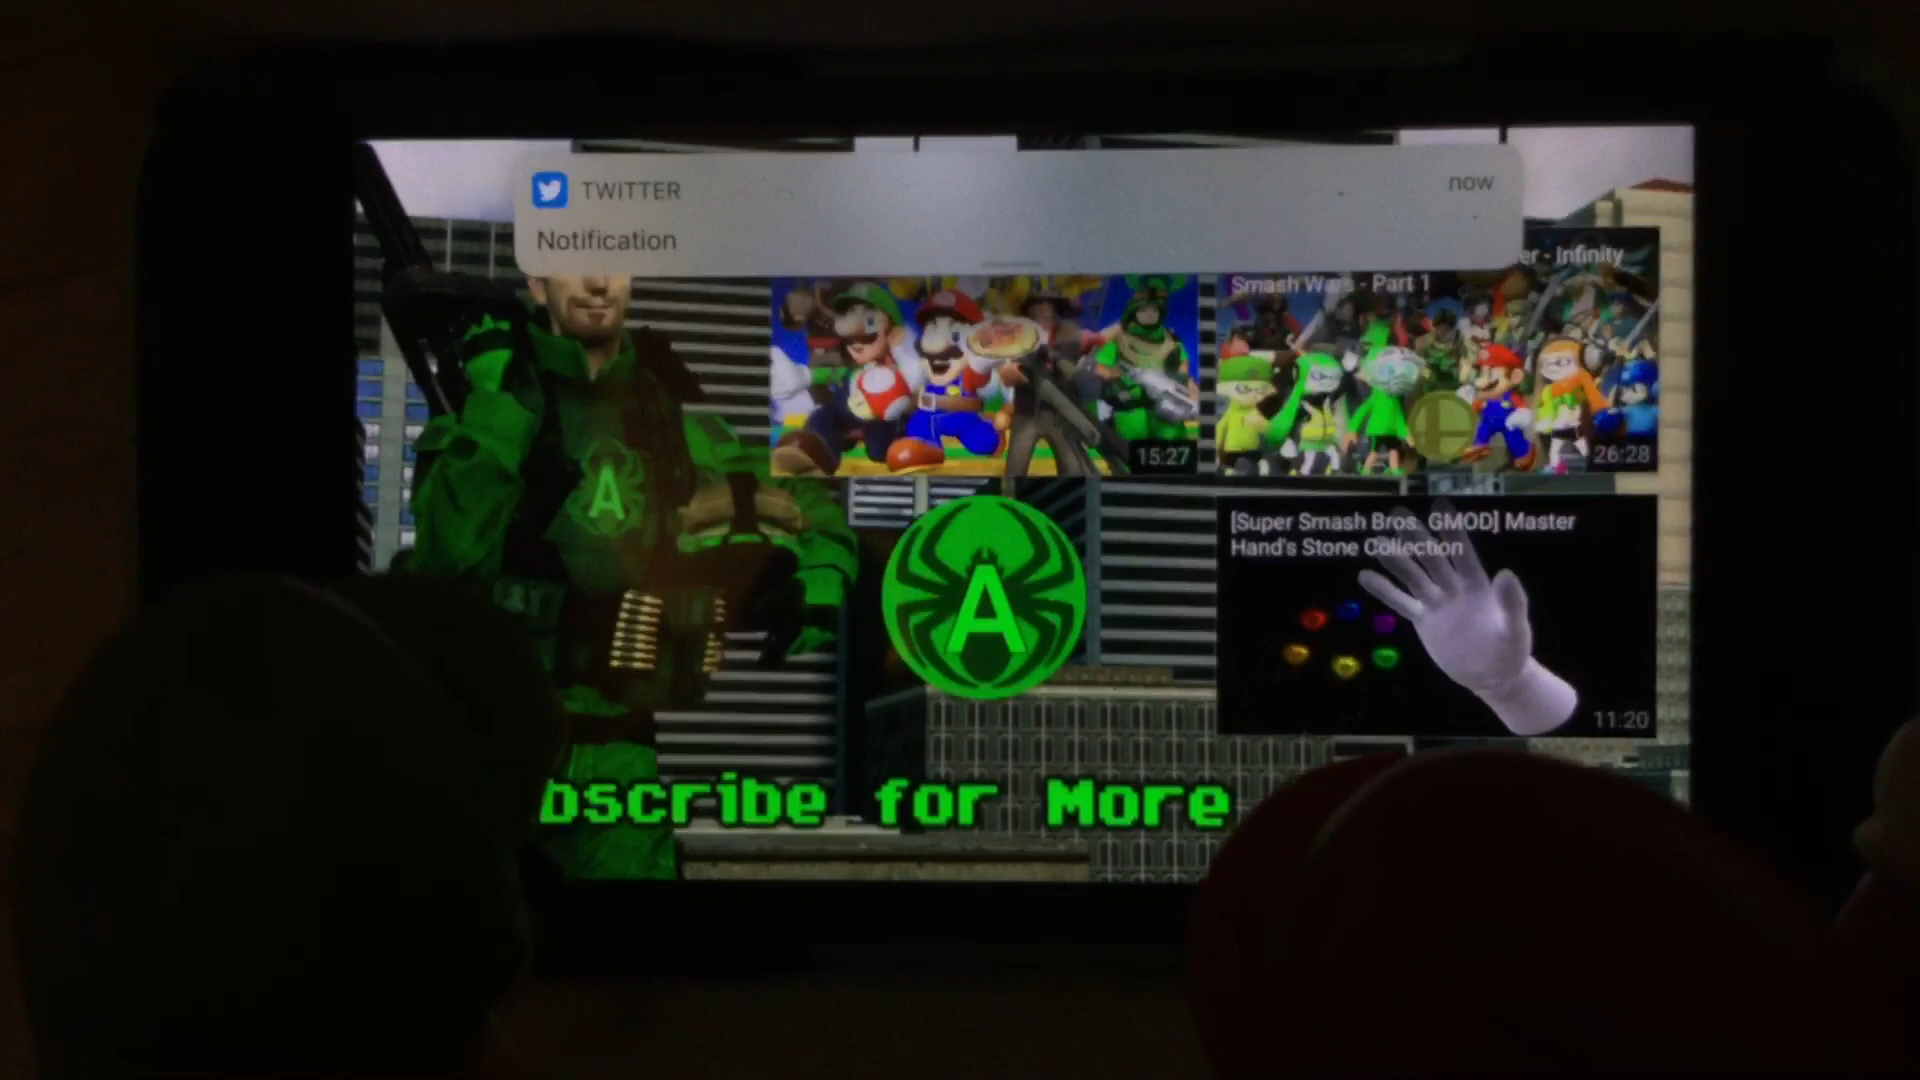 TWITTER
now
Notification
er - Infinity
Smash Wars - Part 1
15:27
26:28
A
A
[Super Smash Bros. GMOD] Master
Hand's Stone Collection
11:20
bscribe for More